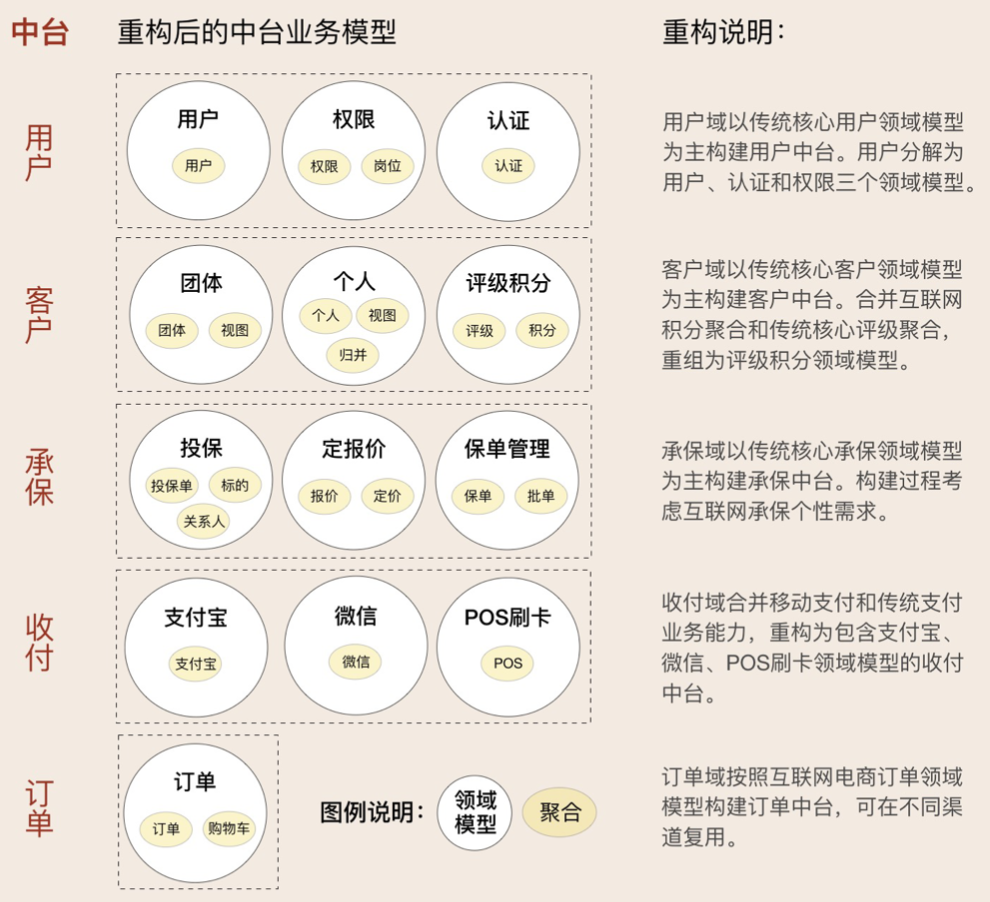 中台
重构后的中台业务模型
重构说明：
用户
用户
用户
权限
权限
岗位
认证
认证
用户域以传统核心用户领域模型
为主构建用户中台。用户分解为
用户、认证和权限三个领域模型。
客户
团体
团体
视图
个人
个人
视图
归并
评级积分
评级
积分
客户域以传统核心客户领域模型
为主构建客户中台。合并互联网
积分聚合和传统核心评级聚合，
重组为评级积分领域模型。
承保
投保
投保单
标的
关系人
定报价
报价
定价
保单管理
保单
批单
承保域以传统核心承保领域模型
为主构建承保中台。构建过程考
虑互联网承保个性需求。
收付
支付宝
支付宝
微信
微信
POS刷卡
POS
收付域合并移动支付和传统支付
业务能力，重构为包含支付宝、
微信、POS刷卡领域模型的收付
中台。
订单
订单
订单
购物车
图例说明：
领域
模型
聚合
订单域按照互联网电商订单领域
模型构建订单中台，可在不同渠
道复用。